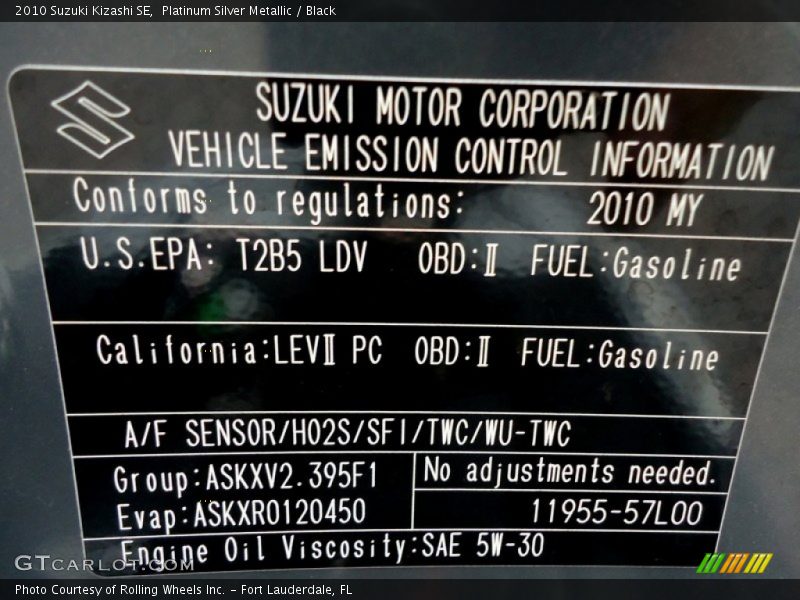 2010 Suzuki Kizashi SE, Platinum Silver Metallic / Black
SUZUKI MOTOR CORPORATION
VEHICLE EMISSION CONTROL INFORMATION
Conforms to regulations: 2010 MY
U.S.EPA: T2B5 LDV OBD:Ⅱ FUEL:Gasoline
California:LEVⅡ PC OBD:Ⅱ FUEL:Gasoline
A/F SENSOR/HO2S/SFI/TWC/WU-TWC
Group:ASKXV2.395F1 No adjustments needed.
Evap:ASKXR0120450 11955-57L00
Engine Oil Viscosity:SAE 5W-30
GTCARLOT.COM
Photo Courtesy of Rolling Wheels Inc. – Fort Lauderdale, FL